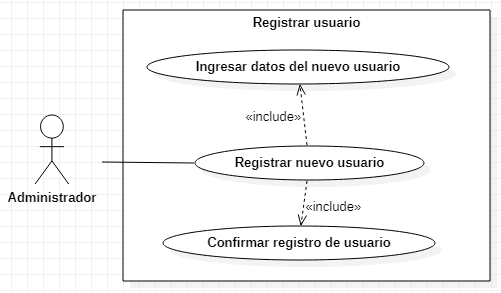 Registrar usuario
Ingresar datos del nuevo usuario
«include»
Registrar nuevo usuario
Administrador
«include»
Confirmar registro de usuario